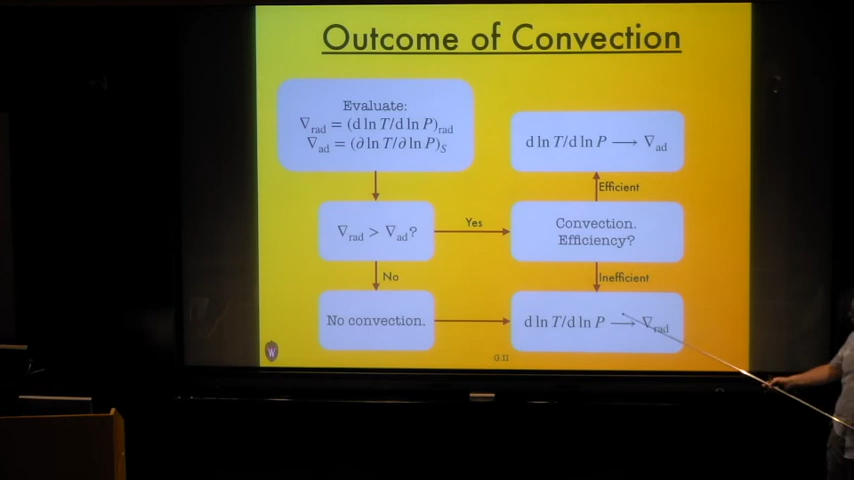 Outcome of Convection
Evaluate:
∇rad = (d ln T/d ln P)rad
∇ad = (∂ ln T/∂ ln P)S
d ln T/d ln P ⟶ ∇ad
Efficient
∇rad > ∇ad?
Yes
Convection.
Efficiency?
No
Inefficient
No convection.
d ln T/d ln P ⟶ ∇rad
W
G.11